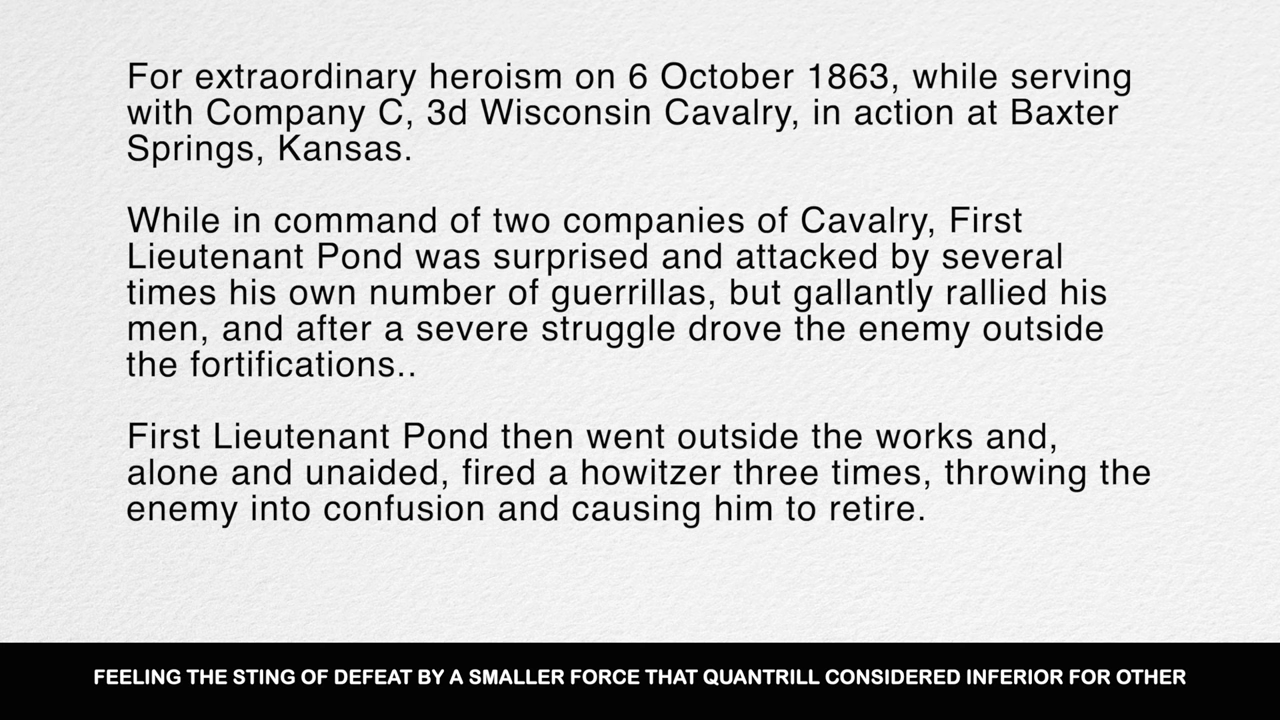 For extraordinary heroism on 6 October 1863, while serving
with Company C, 3d Wisconsin Cavalry, in action at Baxter
Springs, Kansas.
While in command of two companies of Cavalry, First
Lieutenant Pond was surprised and attacked by several
times his own number of guerrillas, but gallantly rallied his
men, and after a severe struggle drove the enemy outside
the fortifications..
First Lieutenant Pond then went outside the works and,
alone and unaided, fired a howitzer three times, throwing the
enemy into confusion and causing him to retire.
FEELING THE STING OF DEFEAT BY A SMALLER FORCE THAT QUANTRILL CONSIDERED INFERIOR FOR OTHER